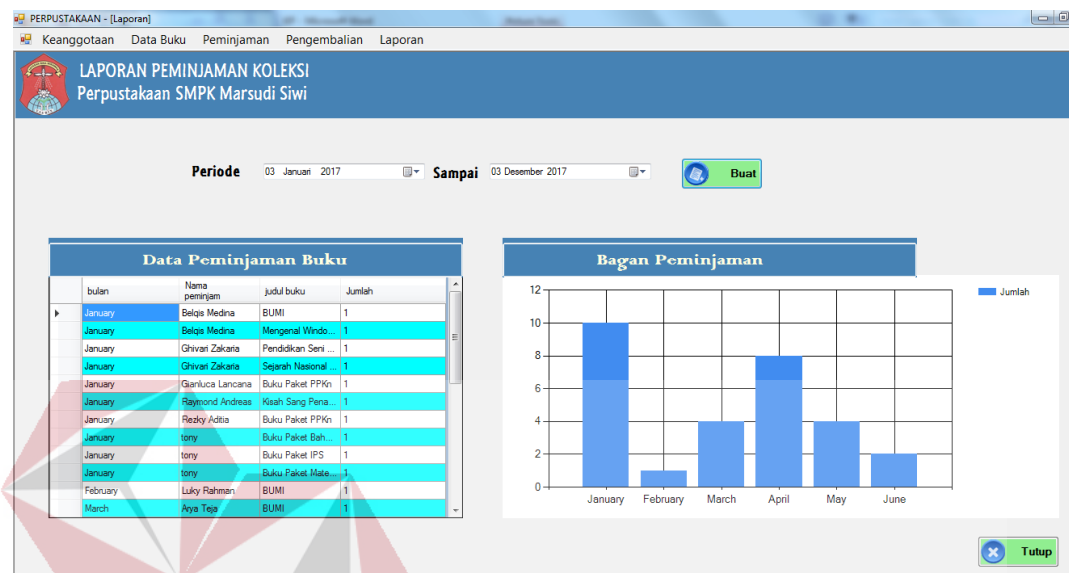 PERPUSTAKAAN - [Laporan]
Keanggotaan Data Buku Peminjaman Pengembalian Laporan
LAPORAN PEMINJAMAN KOLEKSI
Perpustakaan SMPK Marsudi Siwi
Periode 03 Januari 2017 Sampai 03 Desember 2017 Buat
Data Peminjaman Buku
bulan Nama peminjam judul buku Jumlah
January Belqis Medina BUMI 1
January Belqis Medina Mengenal Windo... 1
January Ghivari Zakaria Pendidikan Seni ... 1
January Ghivari Zakaria Sejarah Nasional ... 1
January Gianluca Lancana Buku Paket PPKn 1
January Raymond Andreas Kisah Sang Pena... 1
January Rezky Aditia Buku Paket PPKn 1
January tony Buku Paket Bah... 1
January tony Buku Paket IPS 1
January tony Buku Paket Mate... 1
February Luky Rahman BUMI 1
March Arya Teja BUMI 1
Bagan Peminjaman
12
10
8
6
4
2
0
January February March April May June
Jumlah
Tutup